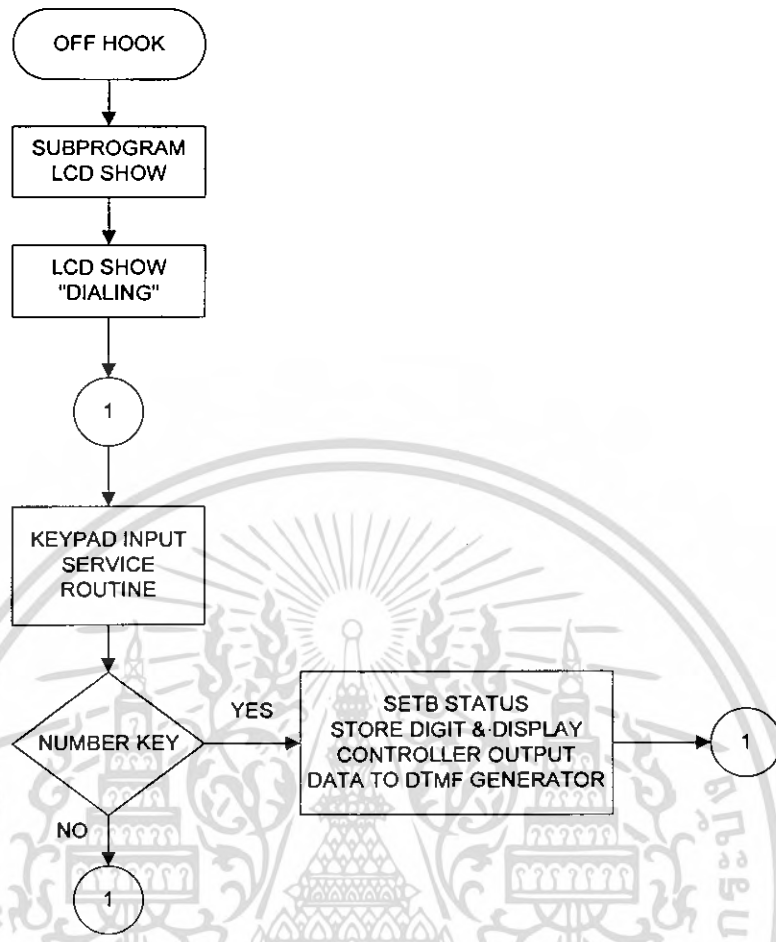 OFF HOOK
SUBPROGRAM
LCD SHOW
LCD SHOW
"DIALING"
1
KEYPAD INPUT
SERVICE
ROUTINE
NUMBER KEY
YES
SETB STATUS
STORE DIGIT & DISPLAY
CONTROLLER OUTPUT
DATA TO DTMF GENERATOR
1
NO
1